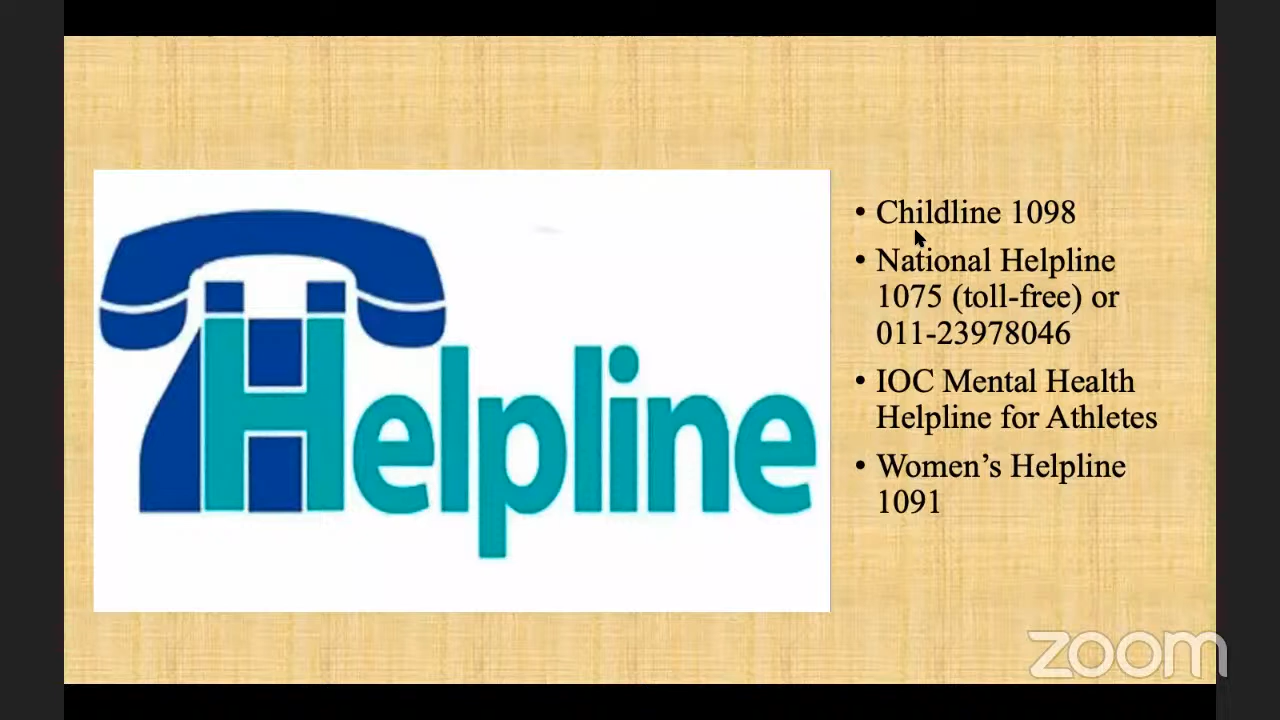 Helpline
• Childline 1098
• National Helpline
1075 (toll-free) or
011-23978046
• IOC Mental Health
Helpline for Athletes
• Women’s Helpline
1091
zoom